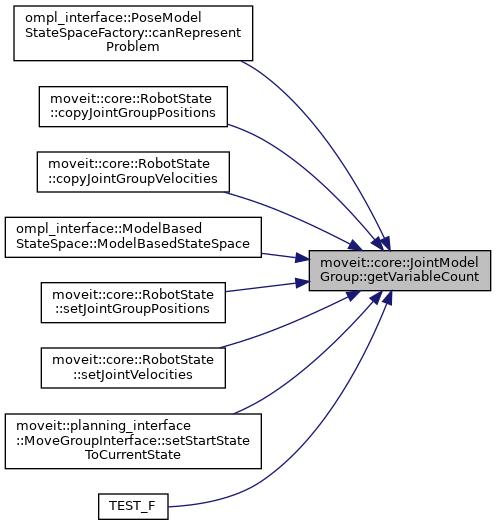 ompl_interface::PoseModel
StateSpaceFactory::canRepresent
Problem
moveit::core::RobotState
::copyJointGroupPositions
moveit::core::RobotState
::copyJointGroupVelocities
ompl_interface::ModelBased
StateSpace::ModelBasedStateSpace
moveit::core::JointModel
Group::getVariableCount
moveit::core::RobotState
::setJointGroupPositions
moveit::core::RobotState
::setJointVelocities
moveit::planning_interface
::MoveGroupInterface::setStartState
ToCurrentState
TEST_F